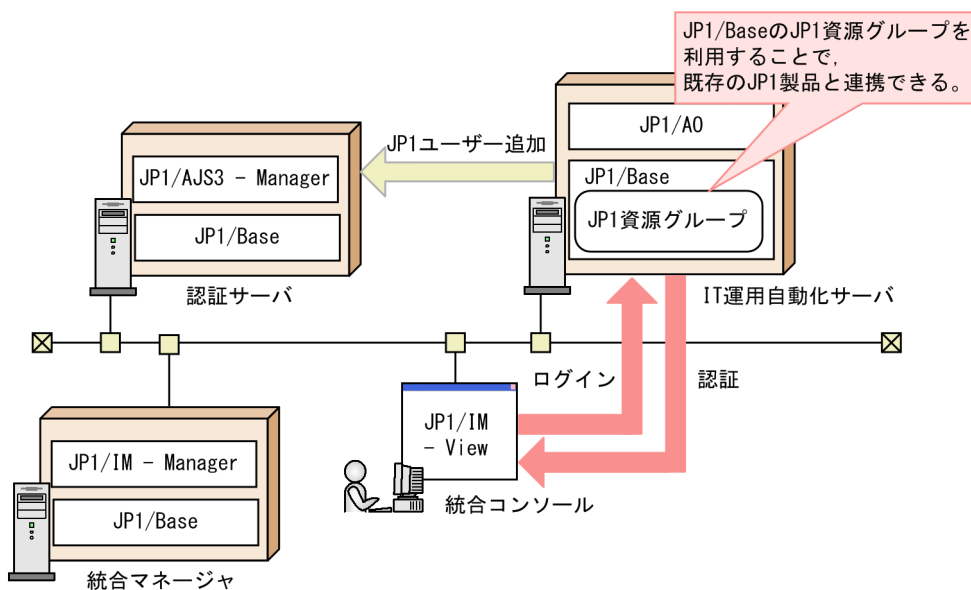 JP1/BaseのJP1資源グループを
利用することで,
既存のJP1製品と連携できる。
JP1/AO
JP1ユーザー追加
JP1/AJS3 - Manager
JP1/Base
JP1/Base
JP1資源グループ
認証サーバ
IT運用自動化サーバ
ログイン
認証
JP1/IM
- View
JP1/IM - Manager
JP1/Base
統合コンソール
統合マネージャ